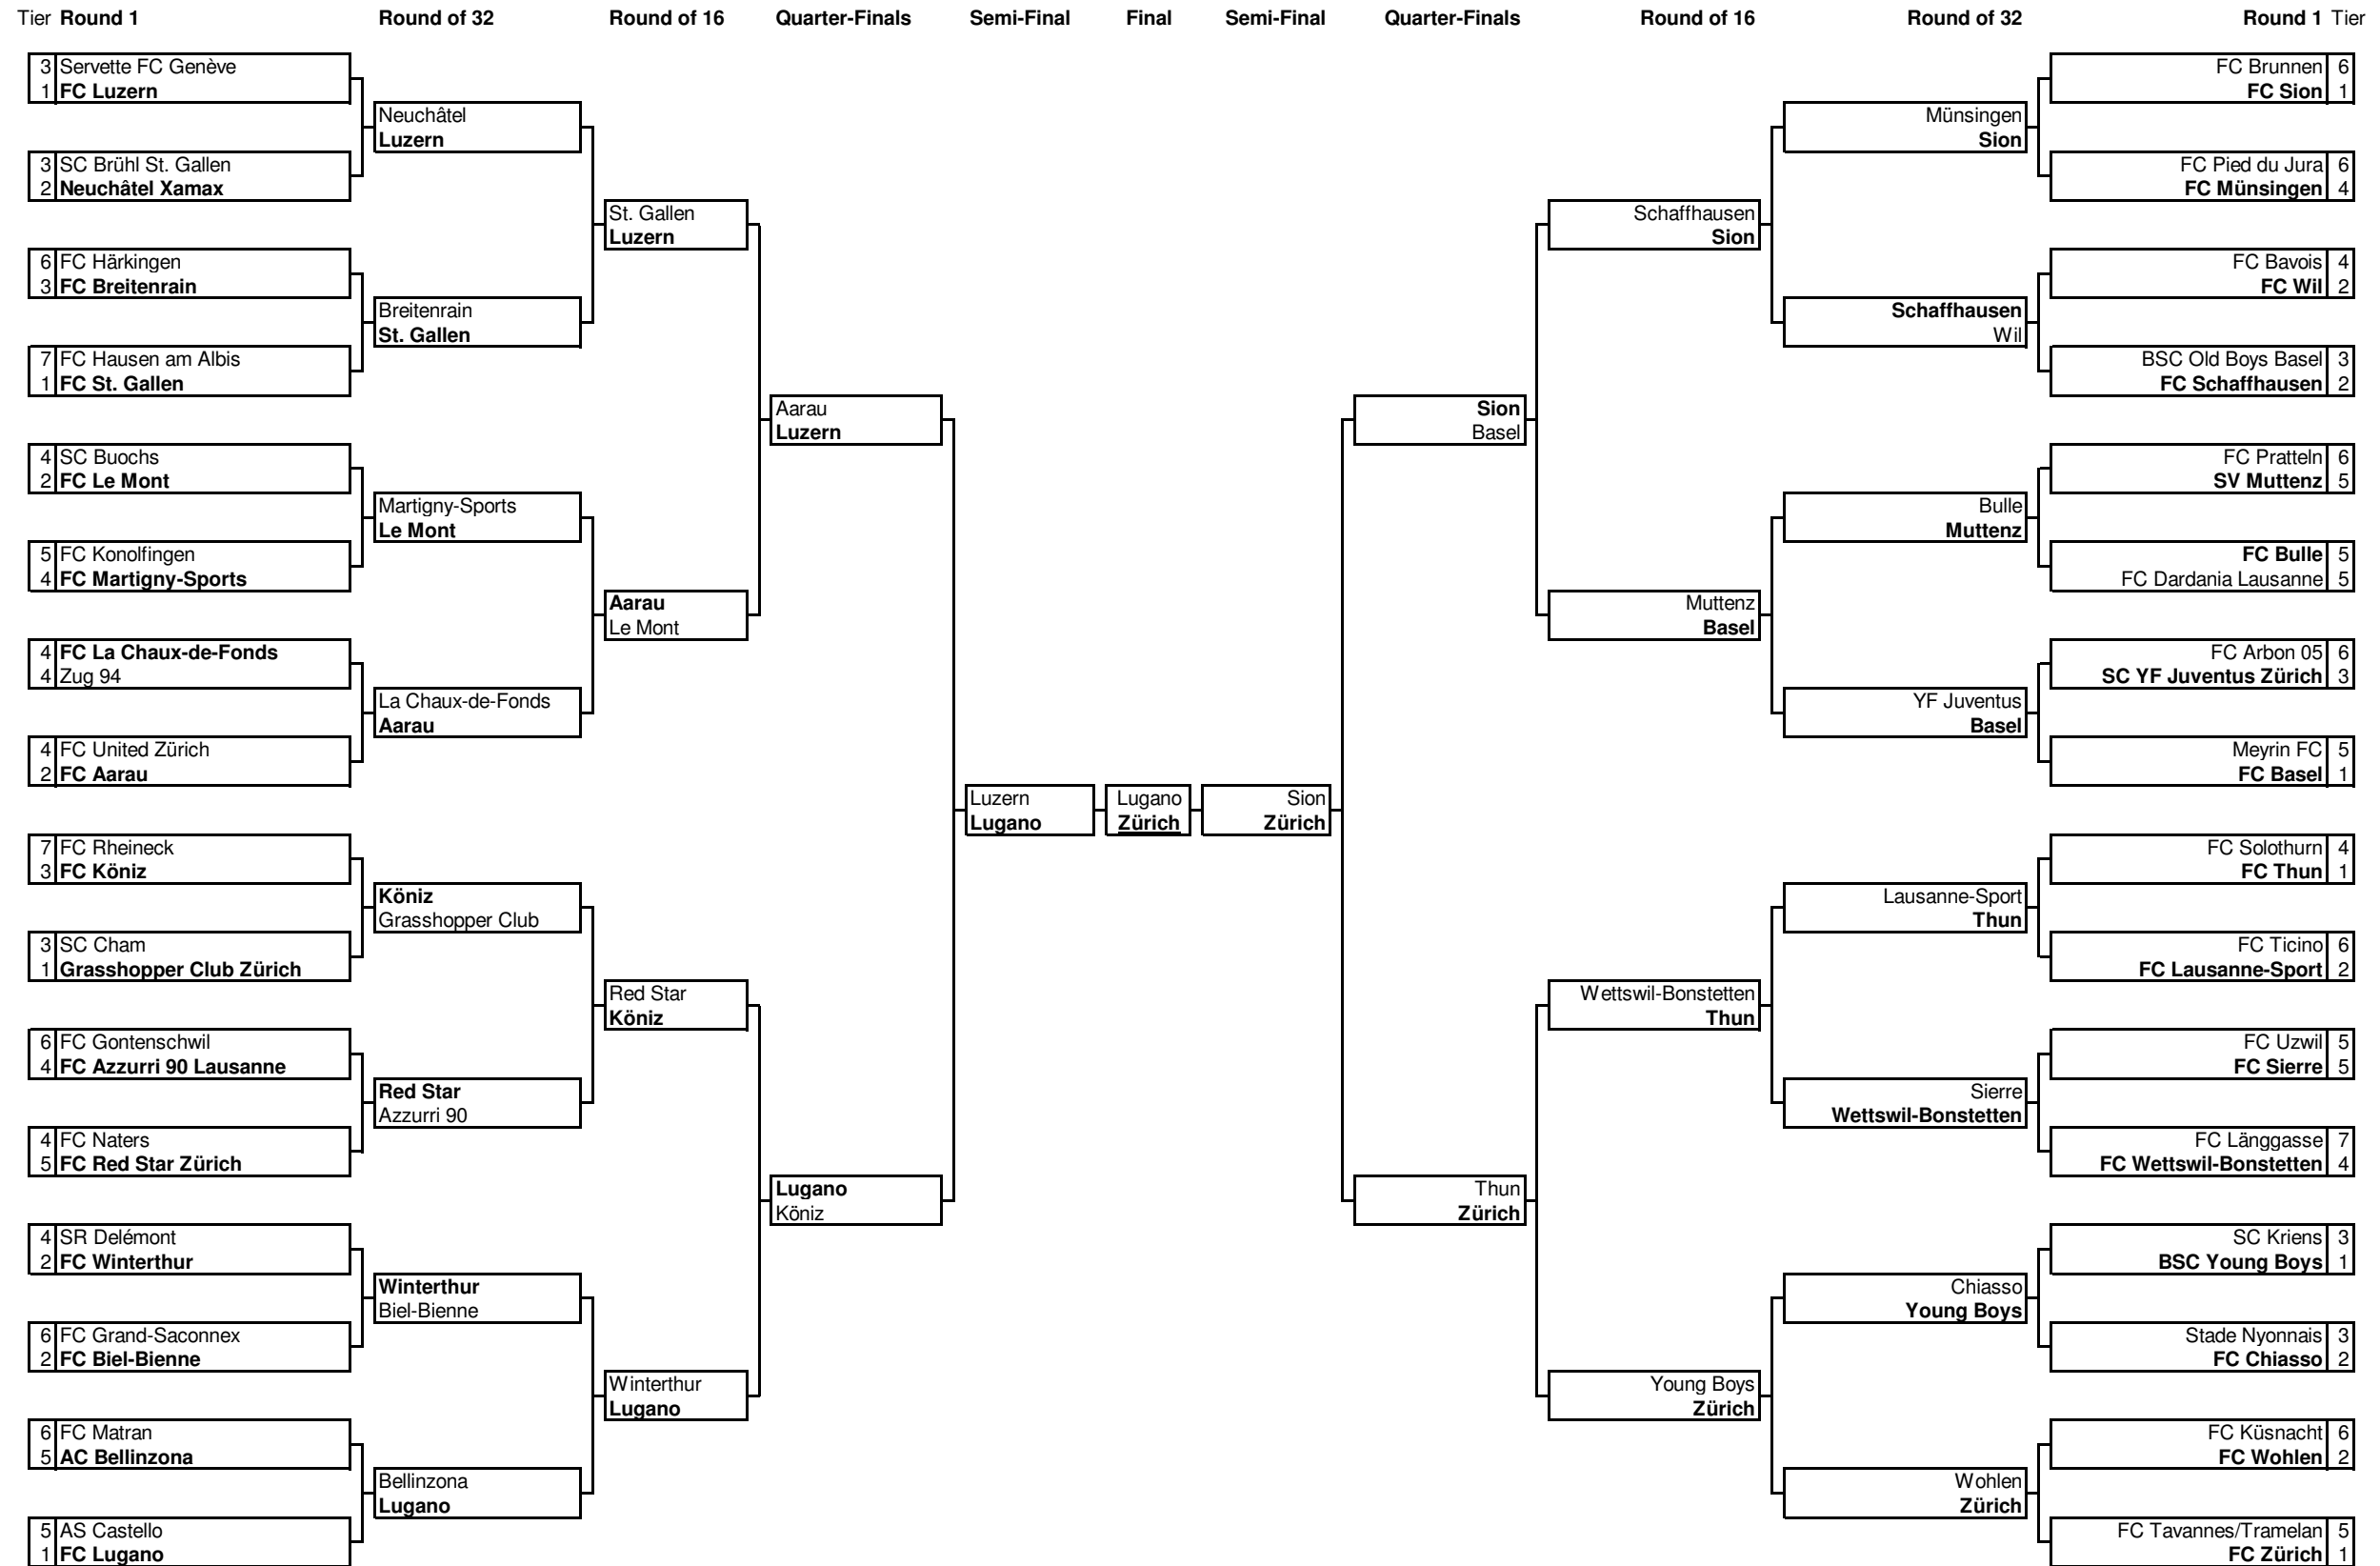 Tier Round 1 Round of 32 Round of 16 Quarter-Finals Semi-Final Final Semi-Final Quarter-Finals Round of 16 Round of 32 Round 1 Tier
3 Servette FC Genève
1 FC Luzern
3 SC Brühl St. Gallen
2 Neuchâtel Xamax
6 FC Härkingen
3 FC Breitenrain
7 FC Hausen am Albis
1 FC St. Gallen
4 SC Buochs
2 FC Le Mont
5 FC Konolfingen
4 FC Martigny-Sports
4 FC La Chaux-de-Fonds
4 Zug 94
4 FC United Zürich
2 FC Aarau
7 FC Rheineck
3 FC Köniz
3 SC Cham
1 Grasshopper Club Zürich
6 FC Gontenschwil
4 FC Azzurri 90 Lausanne
4 FC Naters
5 FC Red Star Zürich
4 SR Delémont
2 FC Winterthur
6 FC Grand-Saconnex
2 FC Biel-Bienne
6 FC Matran
5 AC Bellinzona
5 AS Castello
1 FC Lugano
Neuchâtel
Luzern
Breitenrain
St. Gallen
Martigny-Sports
Le Mont
La Chaux-de-Fonds
Aarau
Köniz
Grasshopper Club
Red Star
Azzurri 90
Winterthur
Biel-Bienne
Bellinzona
Lugano
St. Gallen
Luzern
Aarau
Le Mont
Red Star
Köniz
Winterthur
Lugano
Aarau
Luzern
Lugano
Köniz
Luzern
Lugano
Lugano
Zürich
Sion
Zürich
Sion
Basel
Thun
Zürich
Schaffhausen
Sion
Muttenz
Basel
Wettswil-Bonstetten
Thun
Young Boys
Zürich
Münsingen
Sion
Schaffhausen
Wil
Bulle
Muttenz
YF Juventus
Basel
Lausanne-Sport
Thun
Sierre
Wettswil-Bonstetten
Chiasso
Young Boys
Wohlen
Zürich
FC Brunnen 6
FC Sion 1
FC Pied du Jura 6
FC Münsingen 4
FC Bavois 4
FC Wil 2
BSC Old Boys Basel 3
FC Schaffhausen 2
FC Pratteln 6
SV Muttenz 5
FC Bulle 5
FC Dardania Lausanne 5
FC Arbon 05 6
SC YF Juventus Zürich 3
Meyrin FC 5
FC Basel 1
FC Solothurn 4
FC Thun 1
FC Ticino 6
FC Lausanne-Sport 2
FC Uzwil 5
FC Sierre 5
FC Länggasse 7
FC Wettswil-Bonstetten 4
SC Kriens 3
BSC Young Boys 1
Stade Nyonnais 3
FC Chiasso 2
FC Küsnacht 6
FC Wohlen 2
FC Tavannes/Tramelan 5
FC Zürich 1